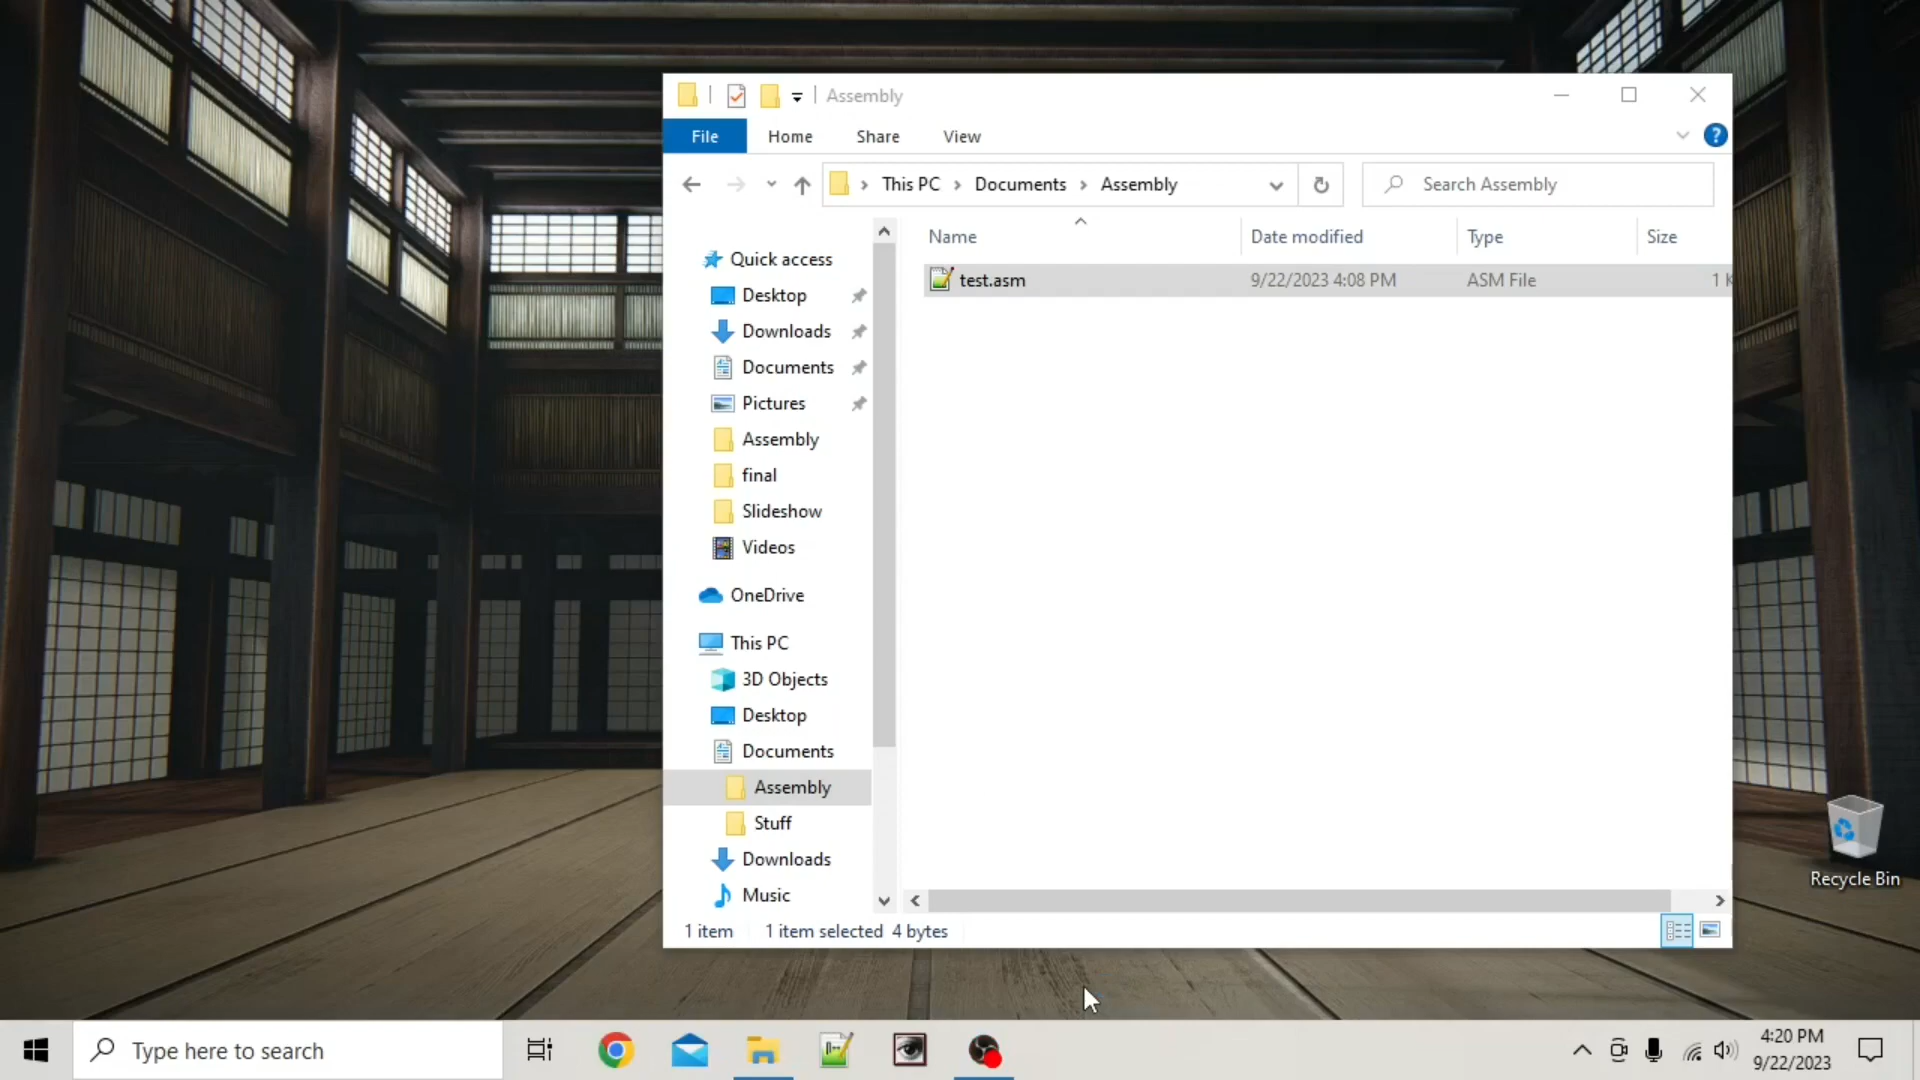 Assembly
File Home Share View
?
This PC Documents Assembly
Search Assembly
Name Date modified Type Size
test.asm 9/22/2023 4:08 PM ASM File 1 K
Quick access
Desktop
Downloads
Documents
Pictures
Assembly
final
Slideshow
Videos
OneDrive
This PC
3D Objects
Desktop
Documents
Assembly
Stuff
Downloads
Music
1 item 1 item selected 4 bytes
Recycle Bin
Type here to search
4:20 PM
9/22/2023